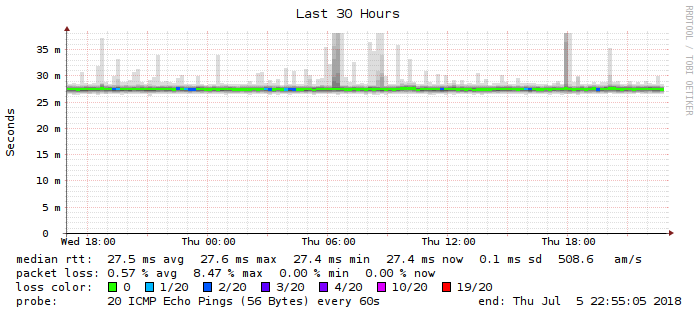 Last 30 Hours
RRDTOOL / TOBI OETIKER
Seconds
35 m
30 m
25 m
20 m
15 m
10 m
5 m
0
Wed 18:00 Thu 00:00 Thu 06:00 Thu 12:00 Thu 18:00
median rtt: 27.5 ms avg 27.6 ms max 27.4 ms min 27.4 ms now 0.1 ms sd 508.6 am/s
packet loss: 0.57 % avg 8.47 % max 0.00 % min 0.00 % now
loss color: 0 1/20 2/20 3/20 4/20 10/20 19/20
probe: 20 ICMP Echo Pings (56 Bytes) every 60s end: Thu Jul 5 22:55:05 2018